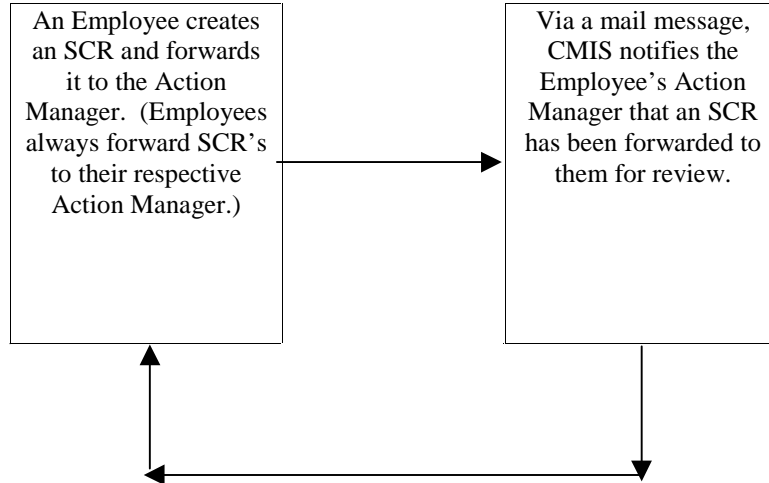 An Employee creates
an SCR and forwards
it to the Action
Manager.  (Employees
always forward SCR's
to their respective
Action Manager.)
Via a mail message,
CMIS notifies the
Employee's Action
Manager that an SCR
has been forwarded to
them for review.